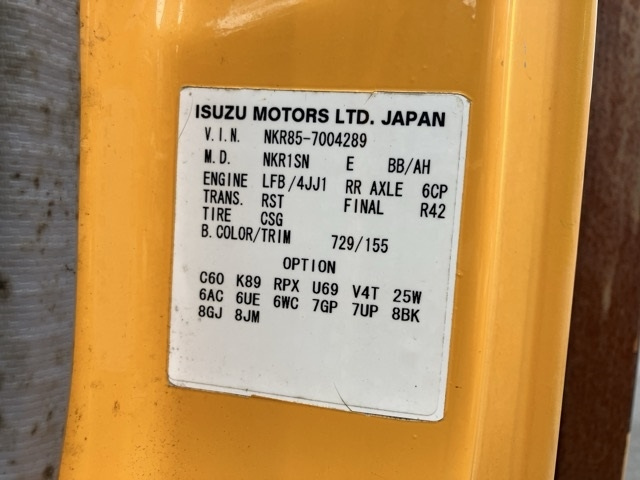 ISUZU MOTORS LTD. JAPAN
V.I.N. NKR85-7004289
M.D. NKR1SN E BB/AH
ENGINE LFB/4JJ1 RR AXLE 6CP
TRANS. RST FINAL R42
TIRE CSG
B.COLOR/TRIM 729/155
OPTION
C60 K89 RPX U69 V4T 25W
6AC 6UE 6WC 7GP 7UP 8BK
8GJ 8JM